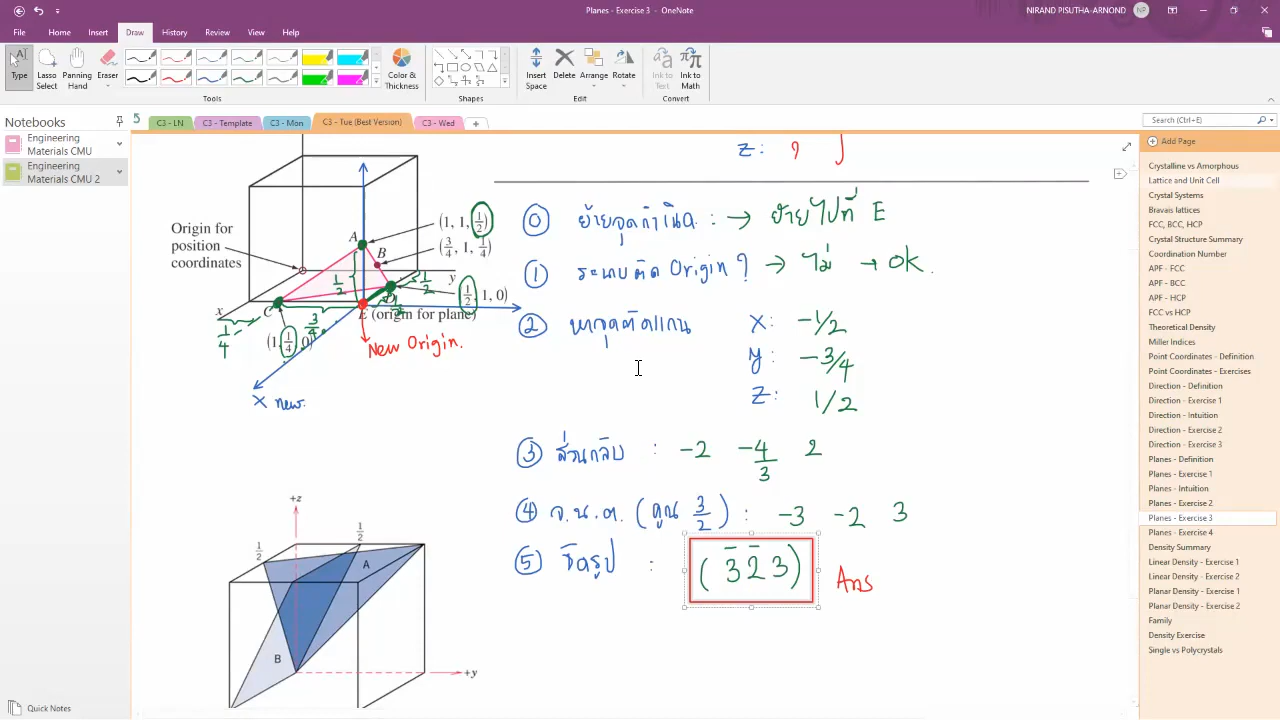 Planes - Exercise 3 - OneNote
NIRAND PISUTHA-ARNOND NP
File Home Insert Draw History Review View Help
Type
Lasso Select
Panning Hand
Eraser
Color & Thickness
Insert Space
Delete
Arrange
Rotate
Ink to Text
Ink to Math
Tools Shapes Edit Convert
Notebooks
C3 - LN C3 - Template C3 - Mon C3 - Tue (Best Version) C3 - Wed
Search (Ctrl+E)
Engineering Materials CMU
Engineering Materials CMU 2
Quick Notes
z: ?
Origin for
position
coordinates
(1, 1, 1/2)
(3/4, 1, 1/4)
A
B
y
(1/2, 1, 0)
D
1/2
1/2
1/2
x
C
E (origin for plane)
1/4
3/4
(1, 1/4, 0)
New Origin.
X new.
0 ย้ายจุดกำเนิด : → ย้ายไปที่ E
1 ระนาบตัด Origin ? → ไม่ → OK.
2 หาจุดตัดแกน X: -1/2
y: -3/4
Z: 1/2
3 ส่วนกลับ : -2 -4/3 2
4 จ.น.ต. (คูณ 3/2) : -3 -2 3
5 จัดรูป : (3̅ 2̅ 3) Ans
+z
1/2
1/2
A
B
+y
Add Page
Crystalline vs Amorphous
Lattice and Unit Cell
Crystal Systems
Bravais lattices
FCC, BCC, HCP
Crystal Structure Summary
Coordination Number
APF - FCC
APF - BCC
APF - HCP
FCC vs HCP
Theoretical Density
Miller Indices
Point Coordinates - Definition
Point Coordinates - Exercises
Direction - Definition
Direction - Exercise 1
Direction - Intuition
Direction - Exercise 2
Direction - Exercise 3
Planes - Definition
Planes - Exercise 1
Planes - Intuition
Planes - Exercise 2
Planes - Exercise 3
Planes - Exercise 4
Density Summary
Linear Density - Exercise 1
Linear Density - Exercise 2
Planar Density - Exercise 1
Planar Density - Exercise 2
Family
Density Exercise
Single vs Polycrystals